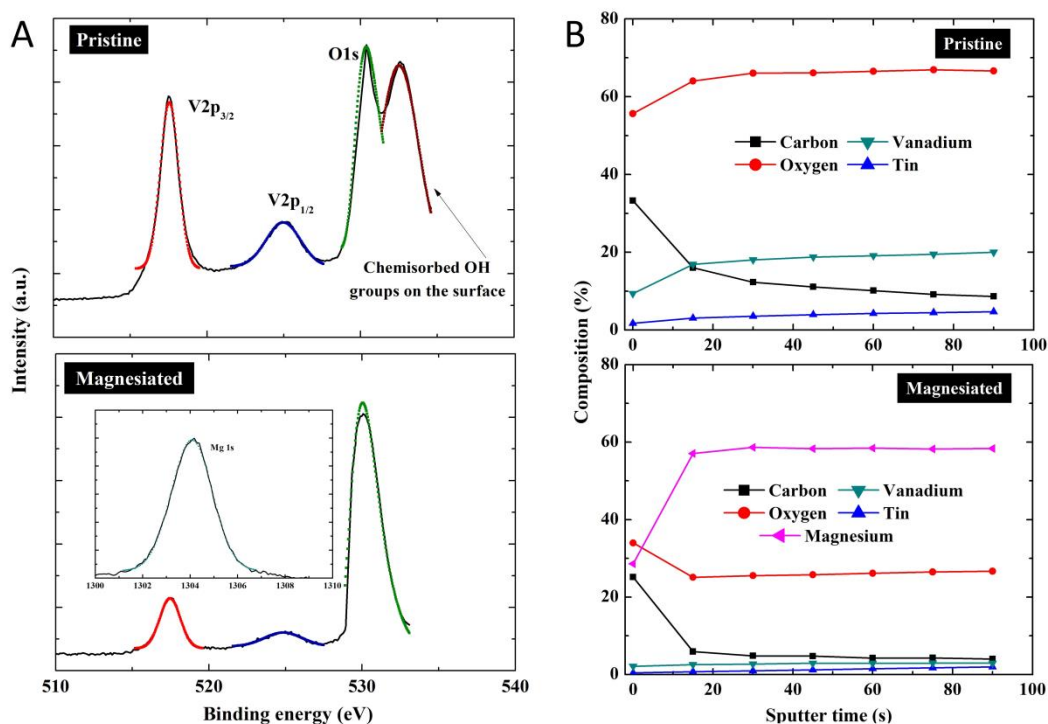 A
Pristine
V2p3/2
V2p1/2
O1s
Chemisorbed OH
groups on the surface
Intensity (a.u.)
Magnesiated
Mg 1s
1300 1302 1304 1306 1308 1310
510 520 530 540
Binding energy (eV)
B
Pristine
80
60
40
20
0
Carbon Vanadium
Oxygen Tin
0 20 40 60 80 100
Composition (%)
Magnesiated
80
60
40
20
0
Carbon Vanadium
Oxygen Tin
Magnesium
0 20 40 60 80 100
Sputter time (s)